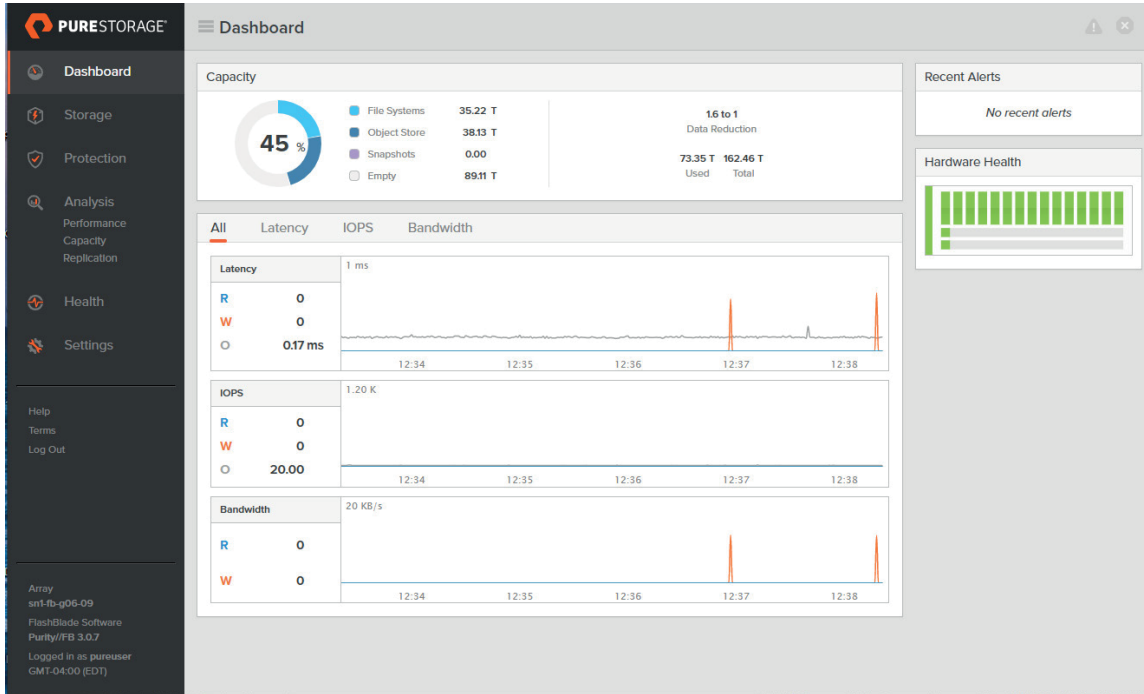 PURESTORAGE®
Dashboard
Storage
Protection
Analysis
Performance
Capacity
Replication
Health
Settings
Help
Terms
Log Out
Array
sn1-fb-g06-09
FlashBlade Software
Purity//FB 3.0.7
Logged in as pureuser
GMT-04:00 (EDT)
Dashboard
Capacity
45 %
File Systems 35.22 T
Object Store 38.13 T
Snapshots 0.00
Empty 89.11 T
1.6 to 1
Data Reduction
73.35 T 162.46 T
Used Total
All Latency IOPS Bandwidth
Latency
R 0
W 0
O 0.17 ms
1 ms
12:34 12:35 12:36 12:37 12:38
IOPS
R 0
W 0
O 20.00
1.20 K
12:34 12:35 12:36 12:37 12:38
Bandwidth
R 0
W 0
20 KB/s
12:34 12:35 12:36 12:37 12:38
Recent Alerts
No recent alerts
Hardware Health